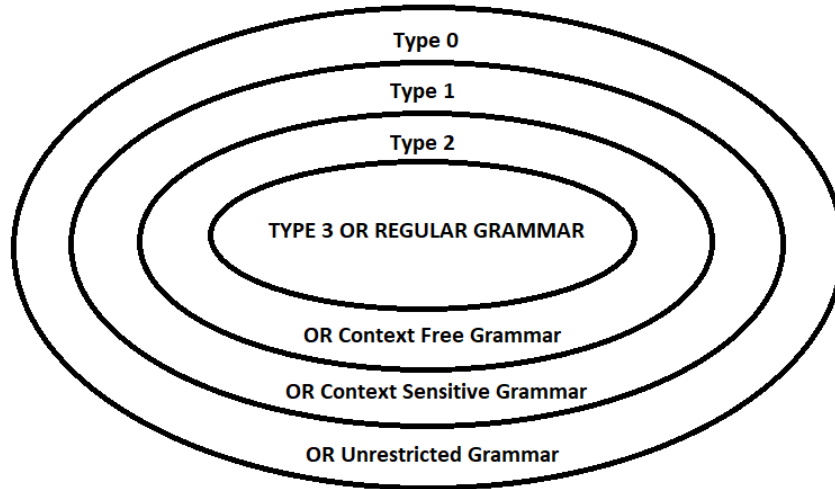 Type 0
Type 1
Type 2
TYPE 3 OR REGULAR GRAMMAR
OR Context Free Grammar
OR Context Sensitive Grammar
OR Unrestricted Grammar